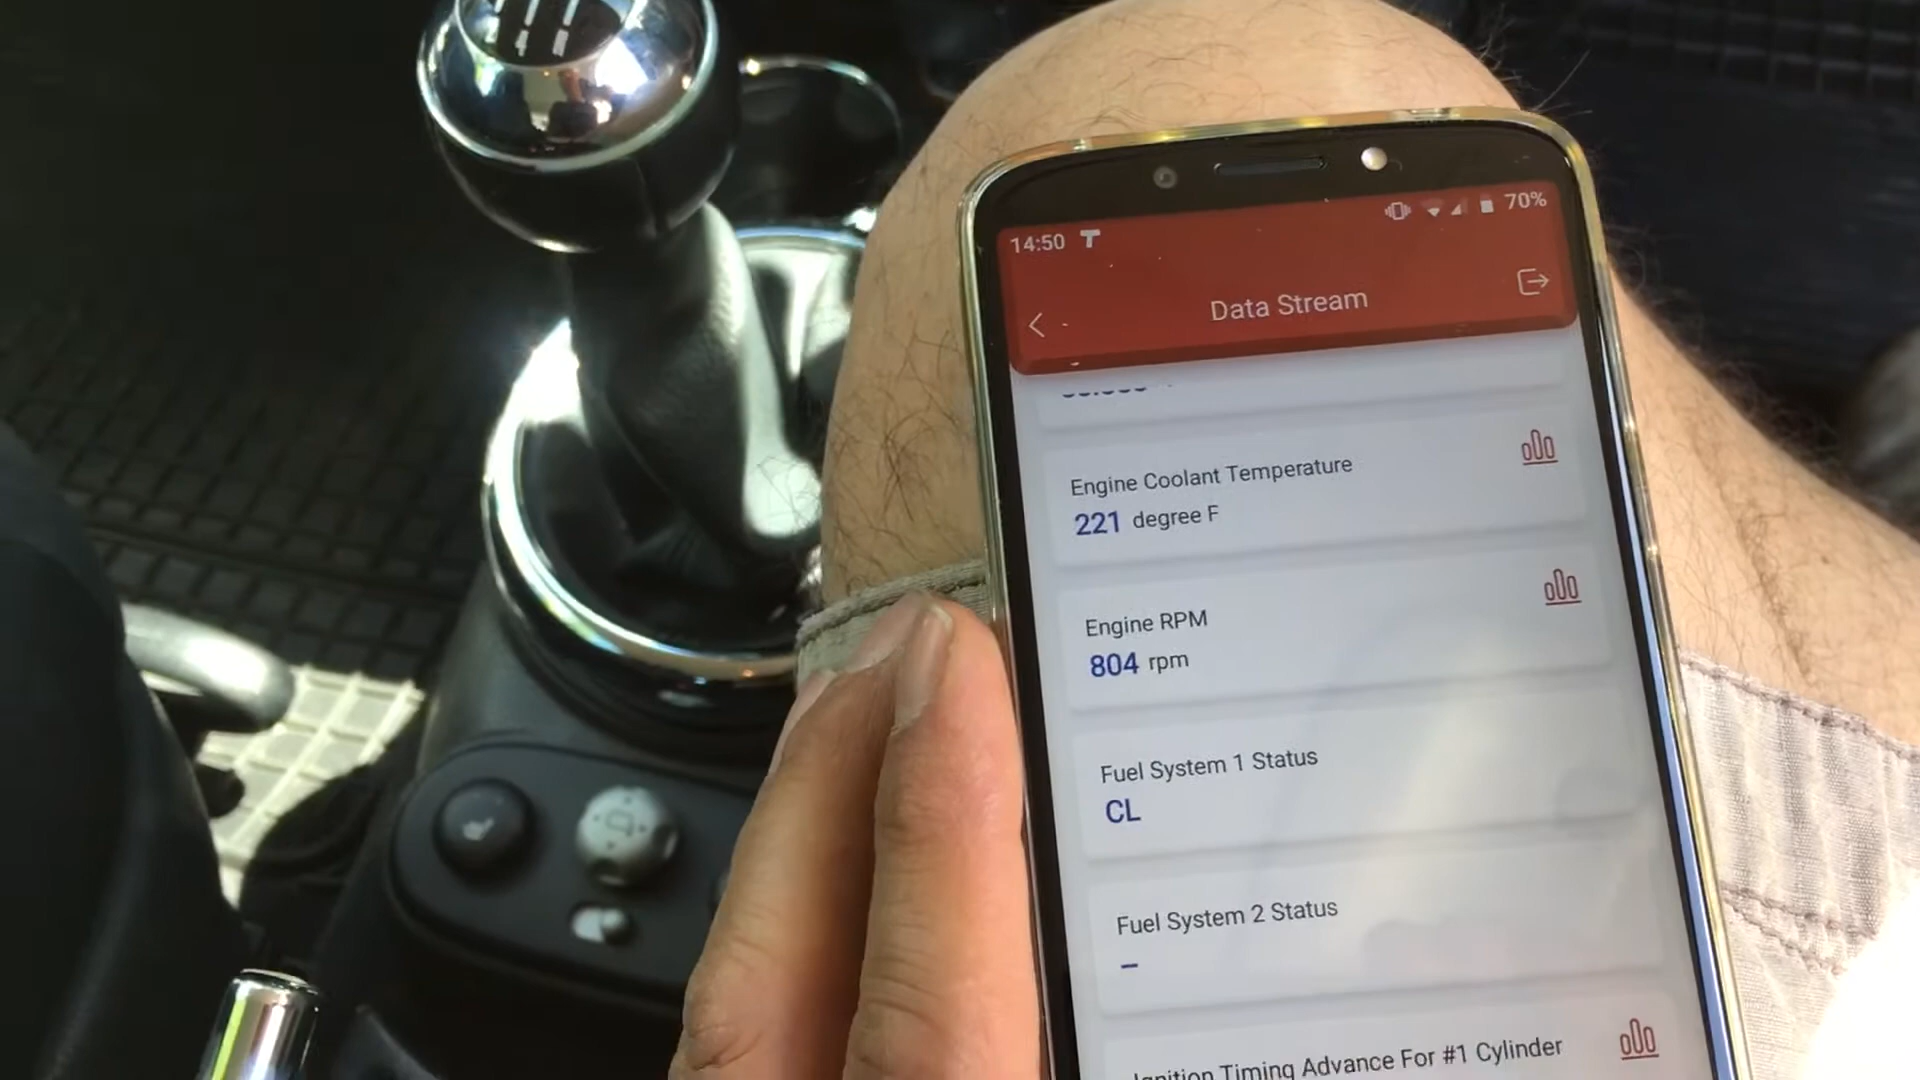 4
14:50
70%
Data Stream
Engine Coolant Temperature
221 degree F
Engine RPM
804 rpm
Fuel System 1 Status
CL
Fuel System 2 Status
–
Ignition Timing Advance For #1 Cylinder